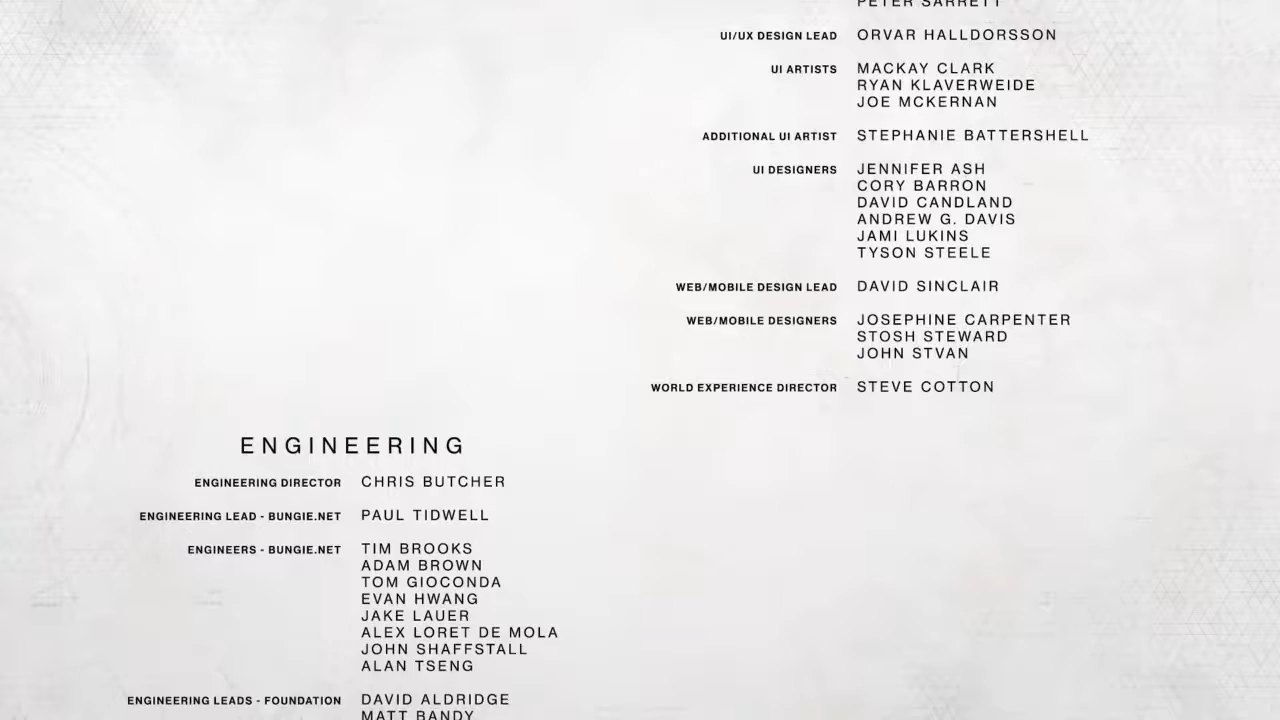 PETER SARRETT
UI/UX DESIGN LEAD ORVAR HALLDORSSON
UI ARTISTS MACKAY CLARK
RYAN KLAVERWEIDE
JOE MCKERNAN
ADDITIONAL UI ARTIST STEPHANIE BATTERSHELL
UI DESIGNERS JENNIFER ASH
CORY BARRON
DAVID CANDLAND
ANDREW G. DAVIS
JAMI LUKINS
TYSON STEELE
WEB/MOBILE DESIGN LEAD DAVID SINCLAIR
WEB/MOBILE DESIGNERS JOSEPHINE CARPENTER
STOSH STEWARD
JOHN STVAN
WORLD EXPERIENCE DIRECTOR STEVE COTTON
ENGINEERING
ENGINEERING DIRECTOR CHRIS BUTCHER
ENGINEERING LEAD - BUNGIE.NET PAUL TIDWELL
ENGINEERS - BUNGIE.NET TIM BROOKS
ADAM BROWN
TOM GIOCONDA
EVAN HWANG
JAKE LAUER
ALEX LORET DE MOLA
JOHN SHAFFSTALL
ALAN TSENG
ENGINEERING LEADS - FOUNDATION DAVID ALDRIDGE
MATT